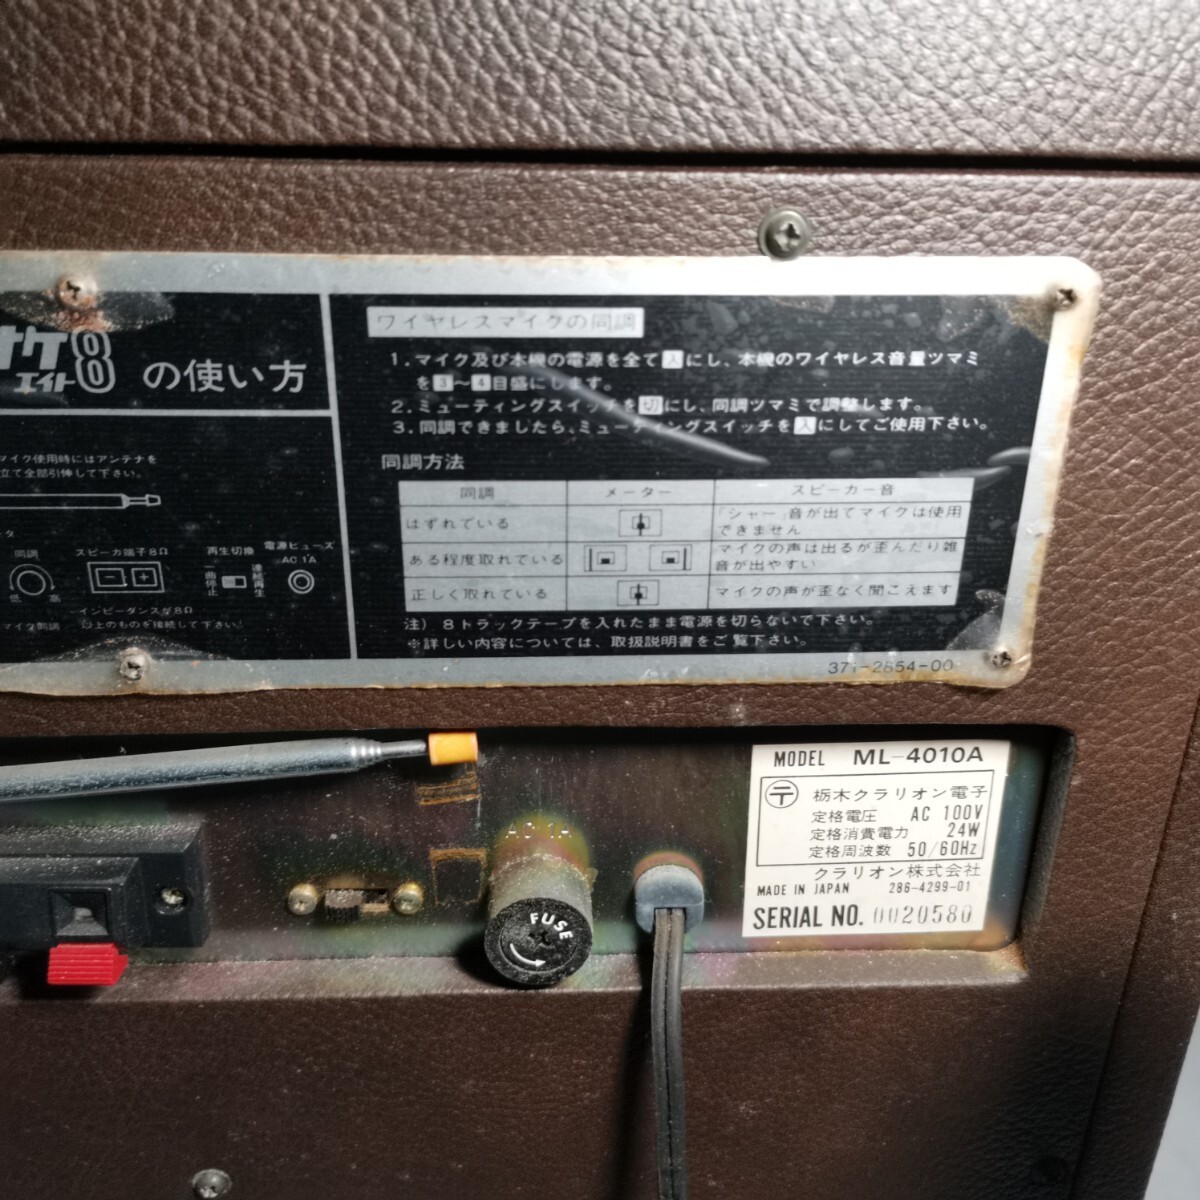 ケ
エイト
8
の使い方
マイク使用時にはアンテナを
立て全部引伸して下さい。
同調
低 高
スピーカ端子8Ω
- +
インピーダンスが8Ω
以上のものを接続して下さい。
再生切換
一曲停止
連続再生
電源ヒューズ
AC 1A
ワイヤレスマイクの同調
1. マイク及び本機の電源を全て入にし、本機のワイヤレス音量ツマミ
を3〜4目盛にします。
2. ミューティングスイッチを切にし、同調ツマミで調整します。
3. 同調できましたら、ミューティングスイッチを入にしてご使用下さい。
同調方法
同調 メーター スピーカー音
はずれている 「シャー」音が出てマイクは使用
できません
ある程度取れている マイクの声は出るが歪んだり雑
音が出やすい
正しく取れている マイクの声が歪なく聞こえます
注) 8トラックテープを入れたまま電源を切らないで下さい。
※詳しい内容については、取扱説明書をご覧下さい。
371-2854-00
AC 1A
FUSE
MODEL ML-4010A
〒 栃木クラリオン電子
定格電圧 AC 100V
定格消費電力 24W
定格周波数 50/60Hz
クラリオン株式会社
MADE IN JAPAN 286-4299-01
SERIAL NO. 0020580